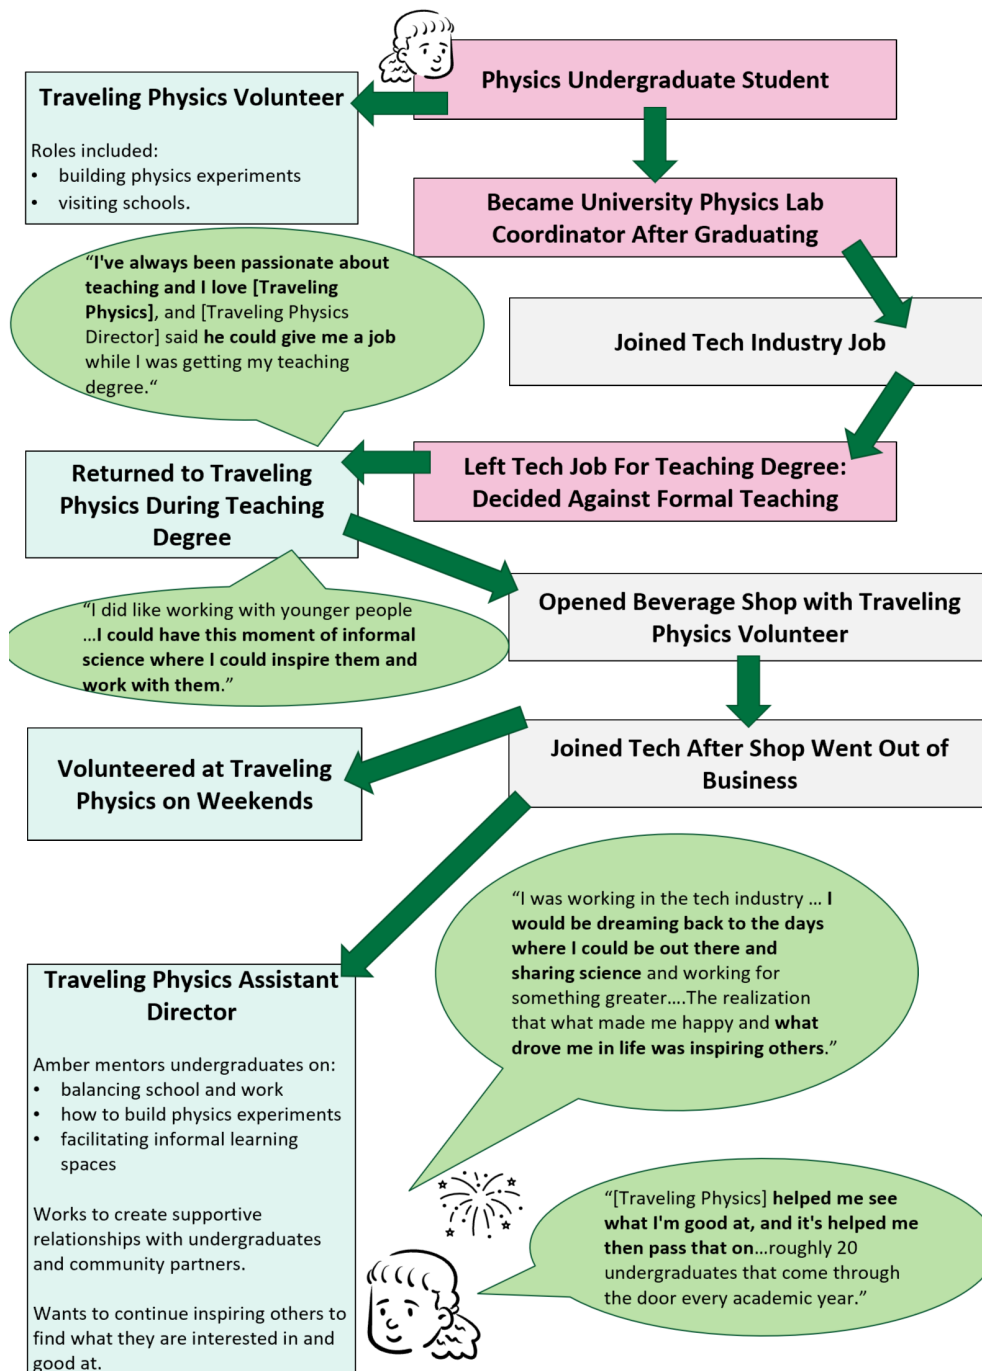 Physics Undergraduate Student
Traveling Physics Volunteer
Roles included:
• building physics experiments
• visiting schools.
Became University Physics Lab
Coordinator After Graduating
“I've always been passionate about
teaching and I love [Traveling
Physics], and [Traveling Physics
Director] said he could give me a job
while I was getting my teaching
degree.“
Joined Tech Industry Job
Left Tech Job For Teaching Degree:
Decided Against Formal Teaching
Returned to Traveling
Physics During Teaching
Degree
“I did like working with younger people
...I could have this moment of informal
science where I could inspire them and
work with them.”
Opened Beverage Shop with Traveling
Physics Volunteer
Joined Tech After Shop Went Out of
Business
Volunteered at Traveling
Physics on Weekends
“I was working in the tech industry ... I
would be dreaming back to the days
where I could be out there and
sharing science and working for
something greater....The realization
that what made me happy and what
drove me in life was inspiring others.”
Traveling Physics Assistant
Director
Amber mentors undergraduates on:
• balancing school and work
• how to build physics experiments
• facilitating informal learning
spaces
Works to create supportive
relationships with undergraduates
and community partners.
Wants to continue inspiring others to
find what they are interested in and
good at.
“[Traveling Physics] helped me see
what I'm good at, and it's helped me
then pass that on...roughly 20
undergraduates that come through
the door every academic year.”